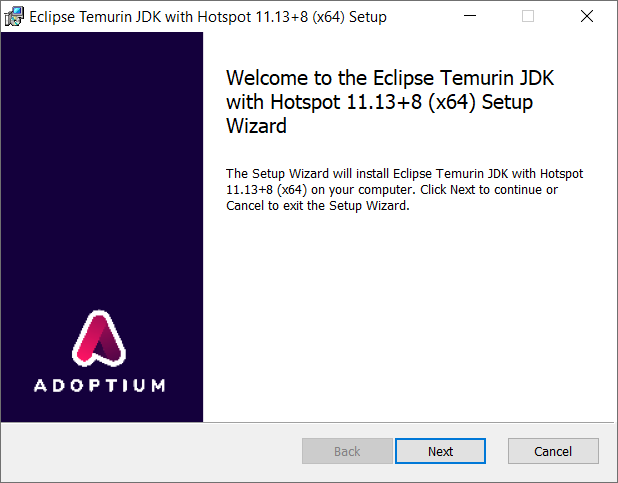 Eclipse Temurin JDK with Hotspot 11.13+8 (x64) Setup
Welcome to the Eclipse Temurin JDK
with Hotspot 11.13+8 (x64) Setup
Wizard
The Setup Wizard will install Eclipse Temurin JDK with Hotspot
11.13+8 (x64) on your computer. Click Next to continue or
Cancel to exit the Setup Wizard.
ADOPTIUM
Back
Next
Cancel